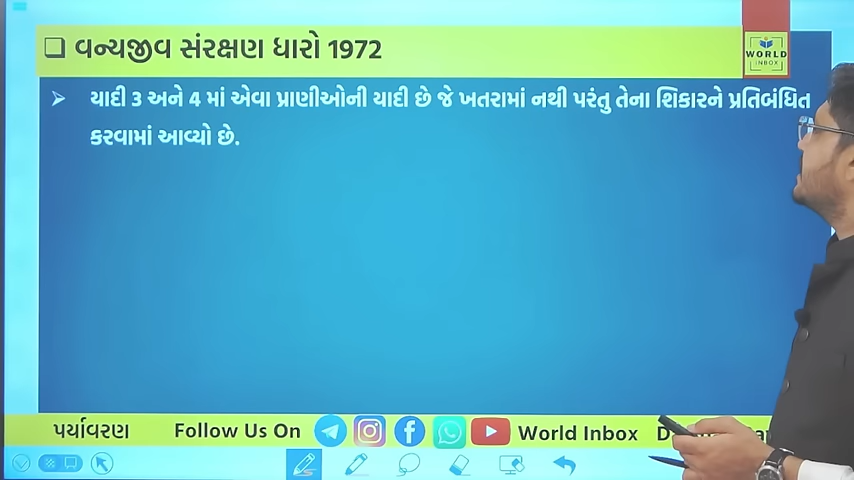 ❑ વન્યજીવ સંરક્ષણ ધારો 1972
WORLD
INBOX
➢ યાદી 3 અને 4 માં એવા પ્રાણીઓની યાદી છે જે ખતરામાં નથી પરંતુ તેના શિકારને પ્રતિબંધિત
કરવામાં આવ્યો છે.
પર્યાવરણ Follow Us On World Inbox